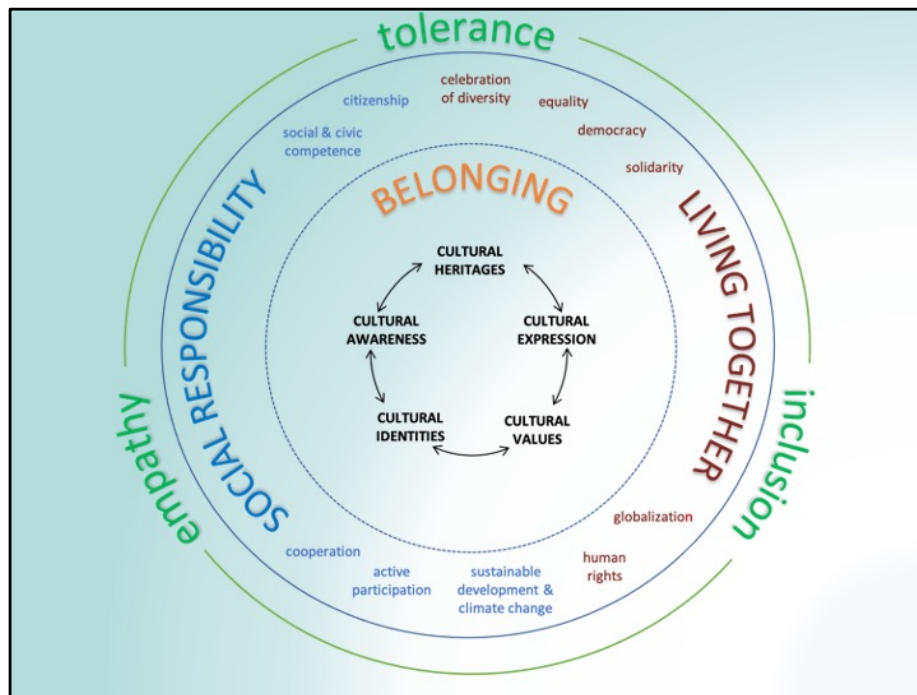 tolerance
celebration
of diversity
citizenship
equality
social & civic
competence
democracy
solidarity
BELONGING
SOCIAL RESPONSIBILITY
LIVING TOGETHER
CULTURAL
HERITAGES
CULTURAL
AWARENESS
CULTURAL
EXPRESSION
CULTURAL
IDENTITIES
CULTURAL
VALUES
empathy
inclusion
globalization
cooperation
human
rights
active
participation
sustainable
development &
climate change